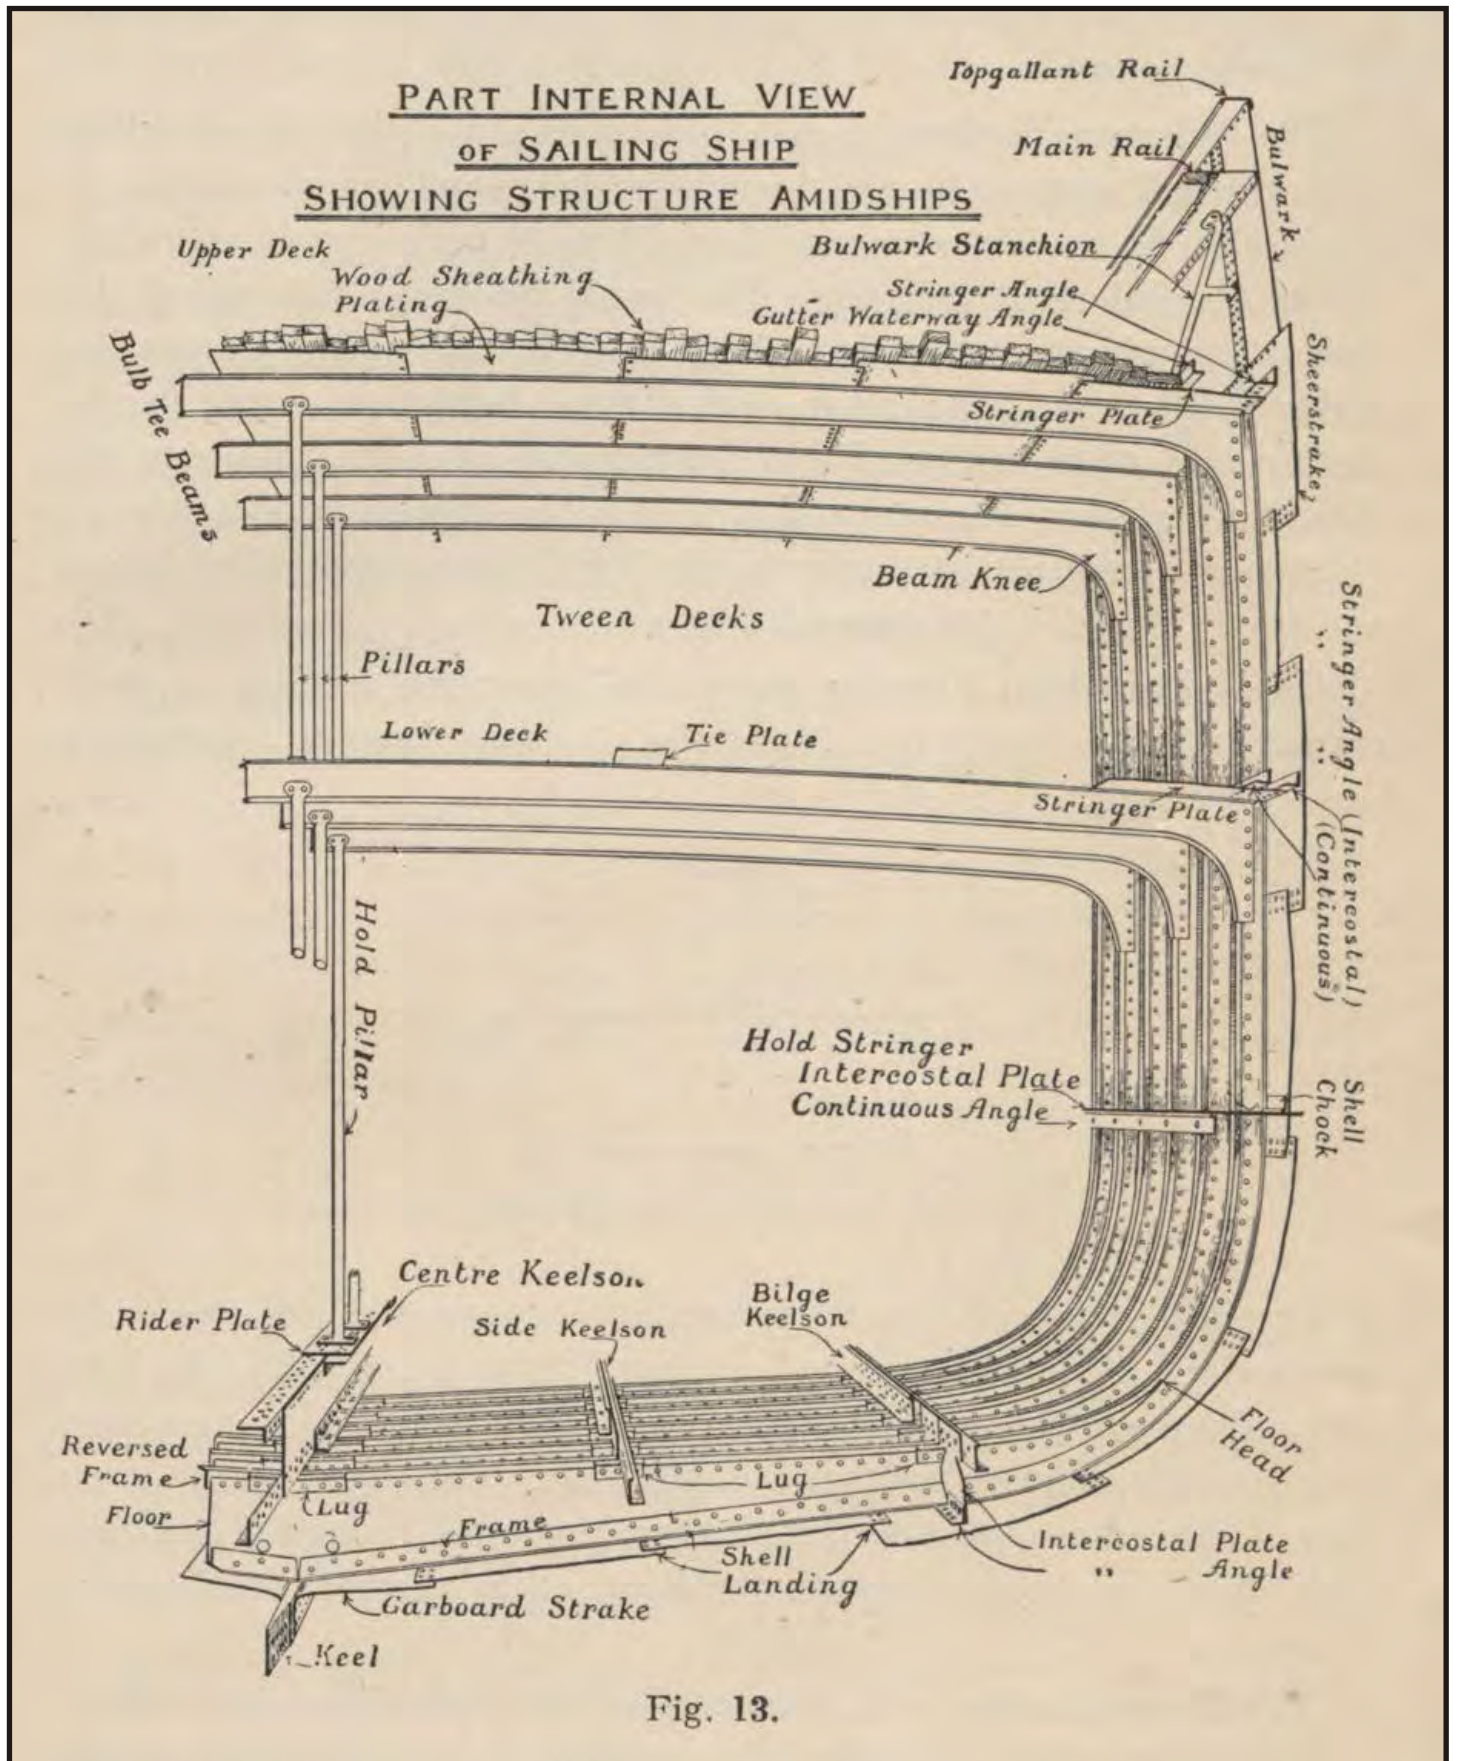 PART INTERNAL VIEW
OF SAILING SHIP
SHOWING STRUCTURE AMIDSHIPS
Topgallant Rail
Main Rail
Bulwark
Bulwark Stanchion
Upper Deck
Wood Sheathing
Plating
Stringer Angle
Gutter Waterway Angle
Bulb Tee Beams
Sheerstrake
Stringer Plate
Beam Knee
Tween Decks
Pillars
Lower Deck
Tie Plate
Stringer Plate
Stringer Angle (Intercostal)
" " (Continuous)
Hold Pillar
Hold Stringer
Intercostal Plate
Continuous Angle
Shell
Chock
Centre Keelson
Rider Plate
Side Keelson
Bilge
Keelson
Floor
Head
Reversed
Frame
Lug
Lug
Floor
Frame
Shell
Landing
Intercostal Plate
" Angle
Garboard Strake
Keel
Fig. 13.